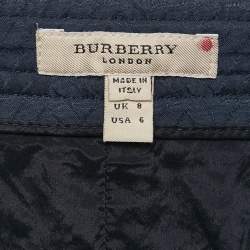 BURBERRY
LONDON
MADE IN
ITALY
UK 8
USA 6